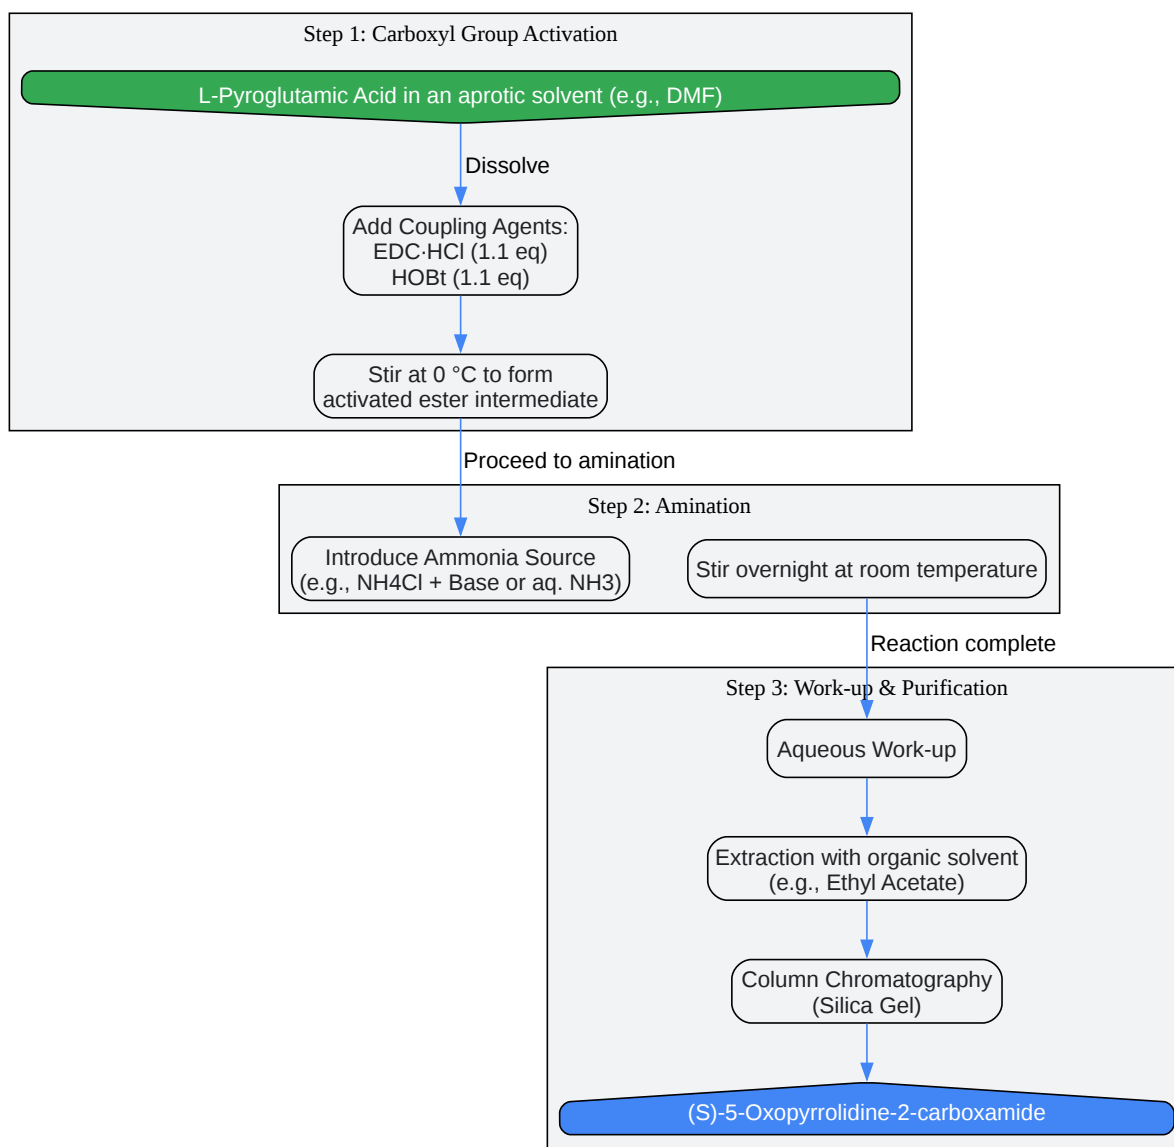 Step 1: Carboxyl Group Activation
L-Pyroglutamic Acid in an aprotic solvent (e.g., DMF)
Dissolve
Add Coupling Agents:
EDC·HCl (1.1 eq)
HOBt (1.1 eq)
Stir at 0 °C to form
activated ester intermediate
Proceed to amination
Step 2: Amination
Introduce Ammonia Source
(e.g., NH4Cl + Base or aq. NH3)
Stir overnight at room temperature
Reaction complete
Step 3: Work-up & Purification
Aqueous Work-up
Extraction with organic solvent
(e.g., Ethyl Acetate)
Column Chromatography
(Silica Gel)
(S)-5-Oxopyrrolidine-2-carboxamide